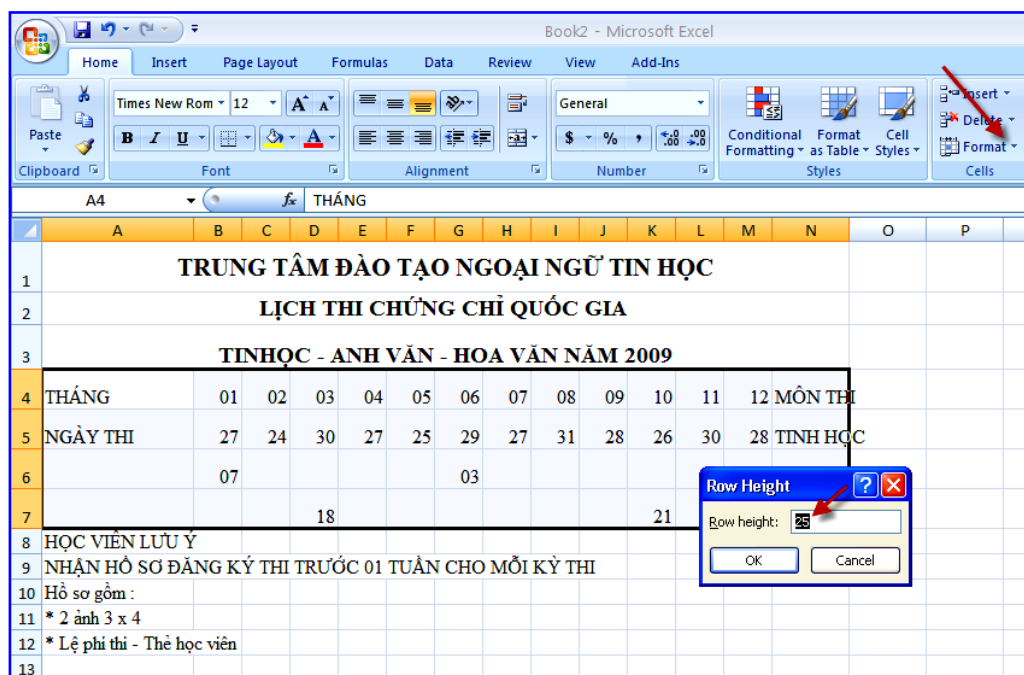 Book2 - Microsoft Excel
Home Insert Page Layout Formulas Data Review View Add-Ins
Paste
Times New Rom 12 A A
B I U A
General
$ % , .0 .00 .00 .0
Conditional Formatting
Format as Table
Cell Styles
Insert
Delete
Format
Clipboard Font Alignment Number Styles Cells
A4 fx THÁNG
A B C D E F G H I J K L M N O P
1 TRUNG TÂM ĐÀO TẠO NGOẠI NGỮ TIN HỌC
2 LỊCH THI CHỨNG CHỈ QUỐC GIA
3 TINHỌC - ANH VĂN - HOA VĂN NĂM 2009
4 THÁNG 01 02 03 04 05 06 07 08 09 10 11 12 MÔN THI
5 NGÀY THI 27 24 30 27 25 29 27 31 28 26 30 28 TINH HỌC
6 07 03
7 18 21
Row Height ?
Row height: 25
OK Cancel
8 HỌC VIÊN LƯU Ý
9 NHẬN HỒ SƠ ĐĂNG KÝ THI TRƯỚC 01 TUẦN CHO MỖI KỲ THI
10 Hồ sơ gồm :
11 * 2 ảnh 3 x 4
12 * Lệ phí thi - Thẻ học viên
13